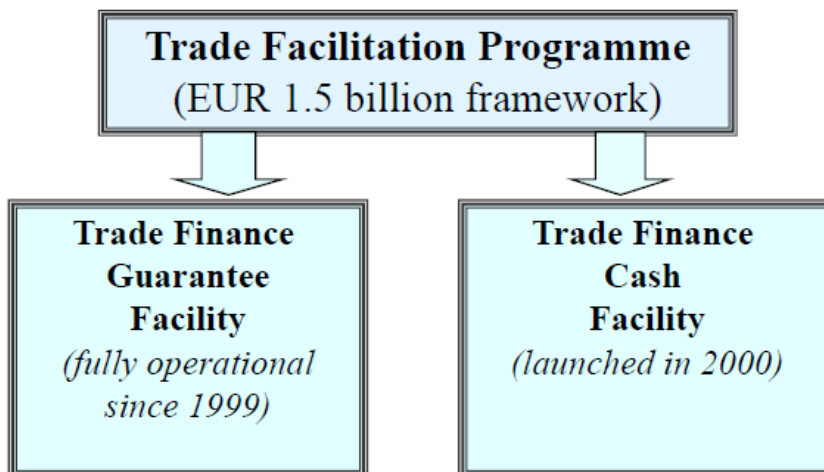 Trade Facilitation Programme
(EUR 1.5 billion framework)
Trade Finance
Guarantee
Facility
(fully operational
since 1999)
Trade Finance
Cash
Facility
(launched in 2000)